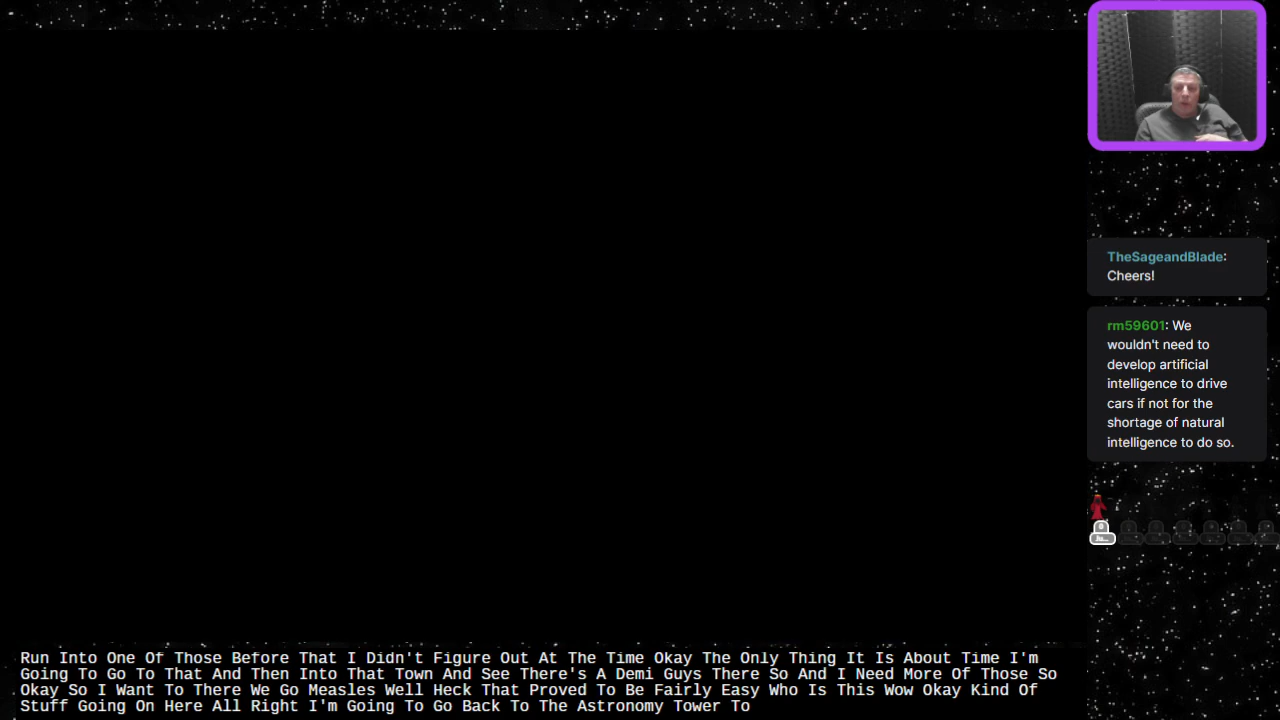 TheSageandBlade:
Cheers!
rm59601: We
wouldn't need to
develop artificial
intelligence to drive
cars if not for the
shortage of natural
intelligence to do so.
Run Into One Of Those Before That I Didn't Figure Out At The Time Okay The Only Thing It Is About Time I'm
Going To Go To That And Then Into That Town And See There's A Demi Guys There So And I Need More Of Those So
Okay So I Want To There We Go Measles Well Heck That Proved To Be Fairly Easy Who Is This Wow Okay Kind Of
Stuff Going On Here All Right I'm Going To Go Back To The Astronomy Tower To